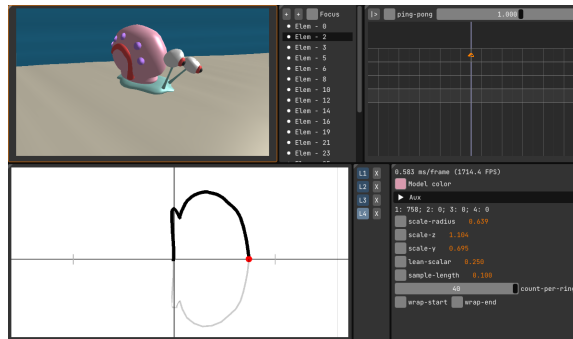 + + Focus
Elem - 0
Elem - 2
Elem - 3
Elem - 5
Elem - 6
Elem - 8
Elem - 10
Elem - 12
Elem - 14
Elem - 16
Elem - 19
Elem - 21
Elem - 23
|> ping-pong 1.000
L1 X
L2 X
L3 X
L4 X
0.583 ms/frame (1714.4 FPS)
Model color
Aux
1: 758; 2: 0; 3: 0; 4: 0
scale-radius 0.639
scale-z 1.104
scale-y 0.695
lean-scalar 0.250
sample-length 0.100
40 count-per-ring
wrap-start wrap-end